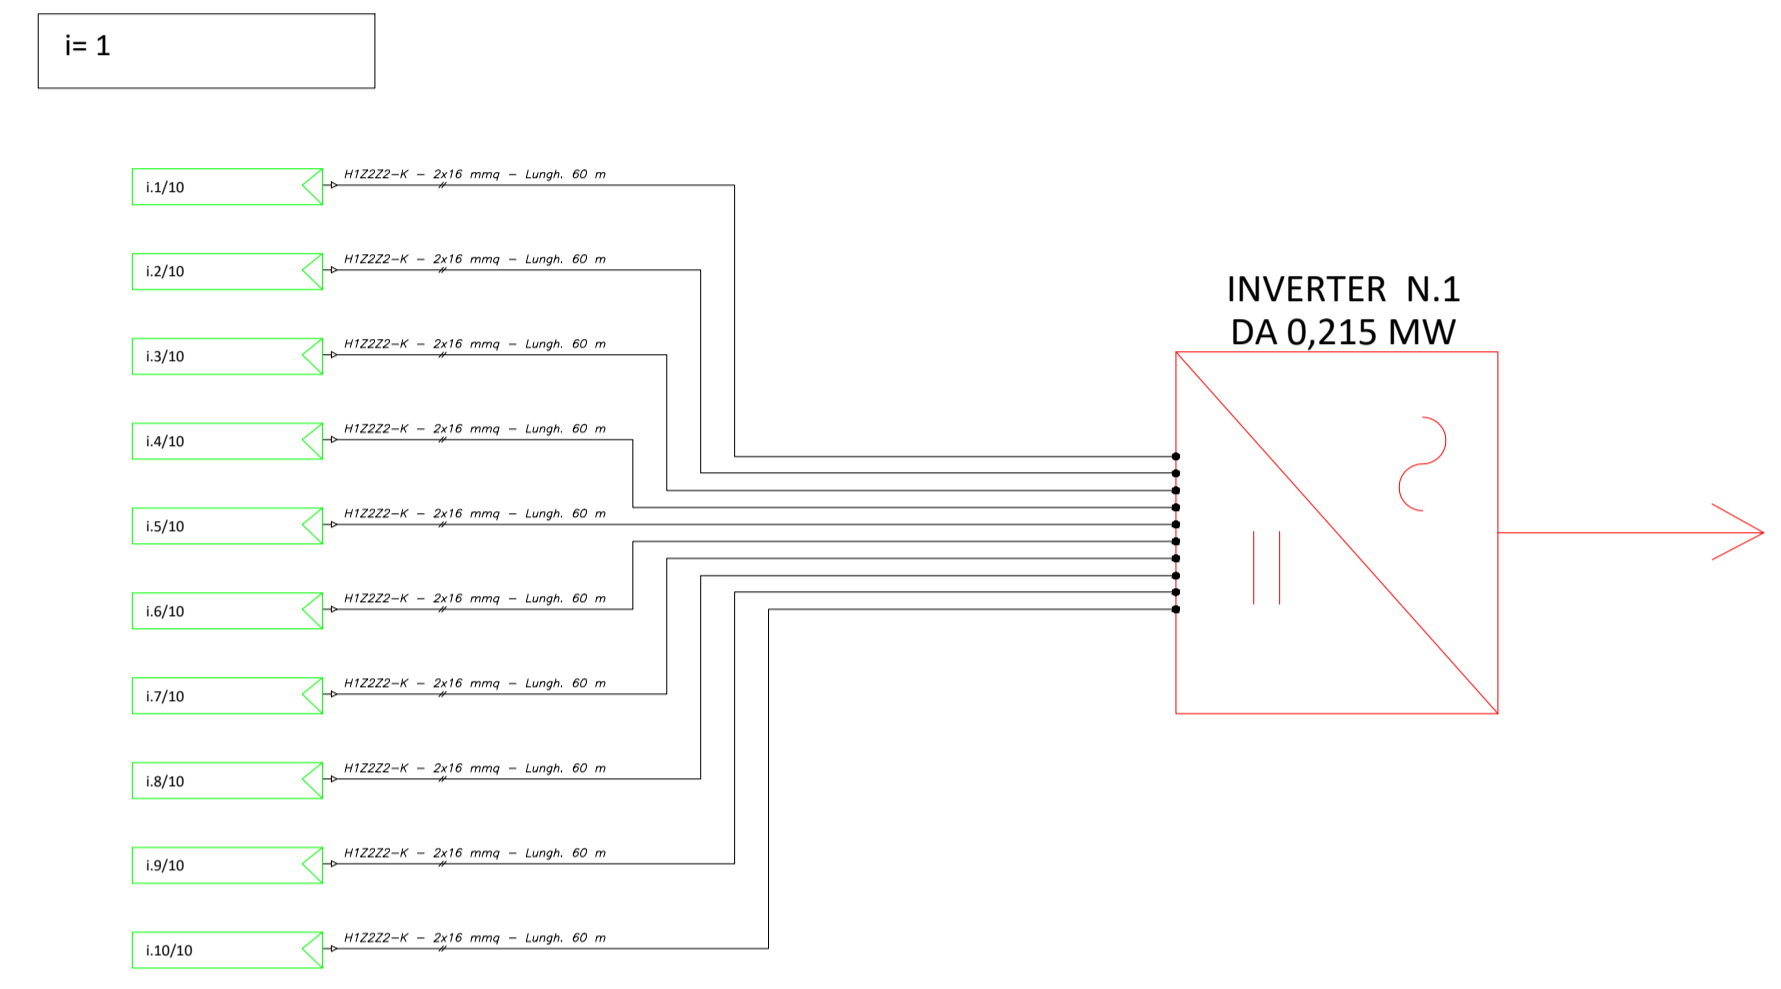 i= 1
i.1/10
H1Z2Z2-K - 2x16 mmq - Lungh. 60 m
i.2/10
H1Z2Z2-K - 2x16 mmq - Lungh. 60 m
INVERTER N.1
DA 0,215 MW
i.3/10
H1Z2Z2-K - 2x16 mmq - Lungh. 60 m
i.4/10
H1Z2Z2-K - 2x16 mmq - Lungh. 60 m
i.5/10
H1Z2Z2-K - 2x16 mmq - Lungh. 60 m
i.6/10
H1Z2Z2-K - 2x16 mmq - Lungh. 60 m
i.7/10
H1Z2Z2-K - 2x16 mmq - Lungh. 60 m
i.8/10
H1Z2Z2-K - 2x16 mmq - Lungh. 60 m
i.9/10
H1Z2Z2-K - 2x16 mmq - Lungh. 60 m
i.10/10
H1Z2Z2-K - 2x16 mmq - Lungh. 60 m